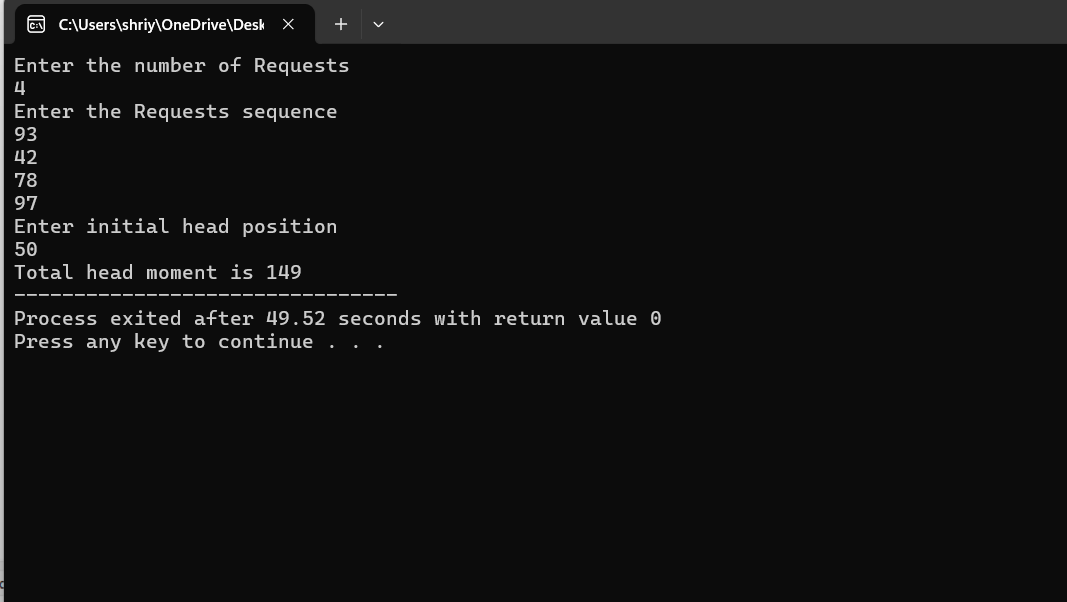 C:\Users\shriy\OneDrive\Desk
Enter the number of Requests
4
Enter the Requests sequence
93
42
78
97
Enter initial head position
50
Total head moment is 149
--------------------------------
Process exited after 49.52 seconds with return value 0
Press any key to continue . . .